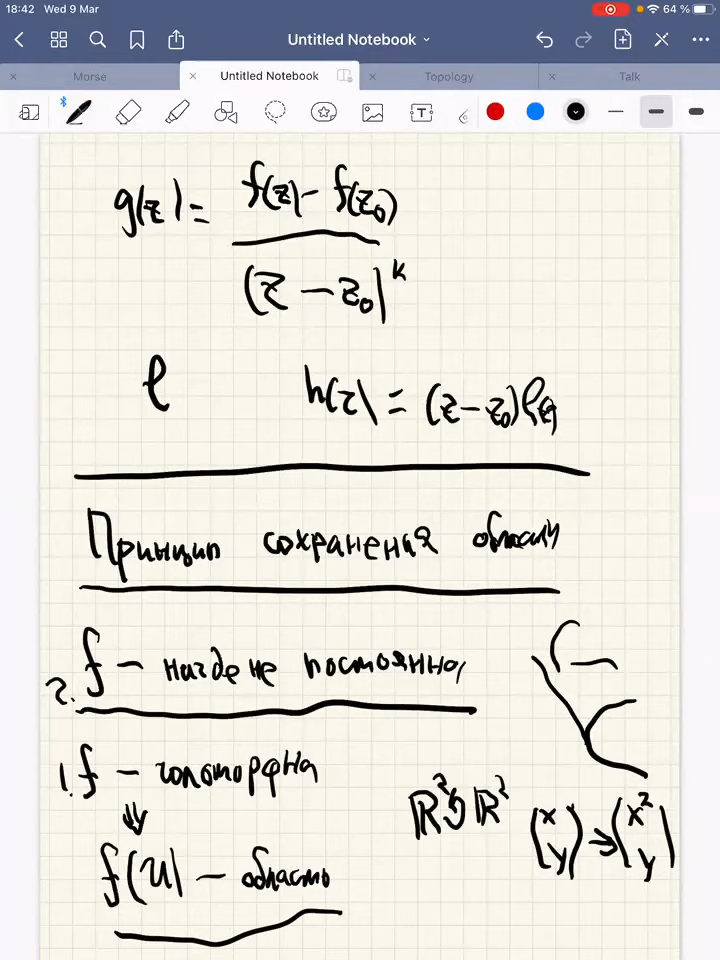 18:42 Wed 9 Mar 64 %
Untitled Notebook
Morse Untitled Notebook Topology Talk
g(z) = f(z) - f(z₀)
(z - z₀)ᵏ
h(z) = (z - z₀)
Принцип сохранения области
2. f - нигде не постоянна,
1. f - голоморфна
⇓
f(U) - область
ℝ² ℝ² (x y) → (x² y)